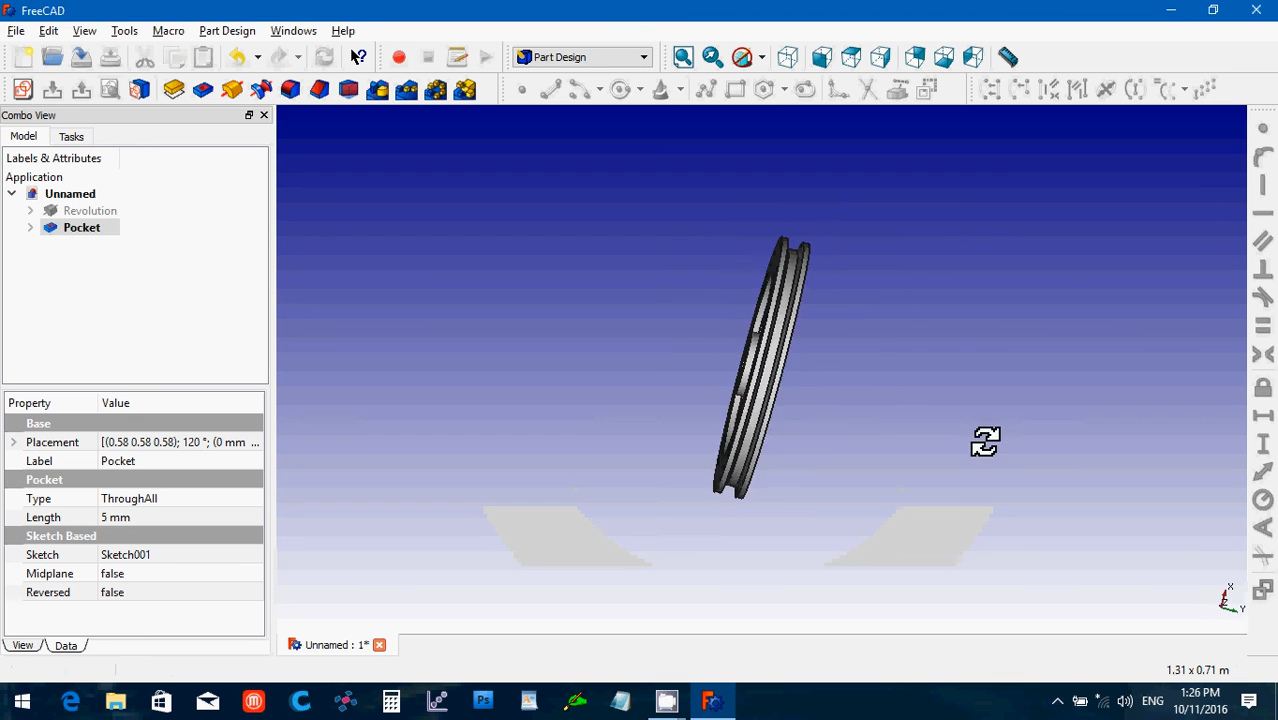 FreeCAD
File Edit View Tools Macro Part Design Windows Help
Part Design
Combo View
Model Tasks
Labels & Attributes
Application
Unnamed
Revolution
Pocket
Property Value
Base
Placement [(0.58 0.58 0.58); 120 °; (0 mm ...
Label Pocket
Pocket
Type ThroughAll
Length 5 mm
Sketch Based
Sketch Sketch001
Midplane false
Reversed false
X
Z
Y
View Data
Unnamed : 1*
1.31 x 0.71 m
Ps
ENG
1:26 PM
10/11/2016